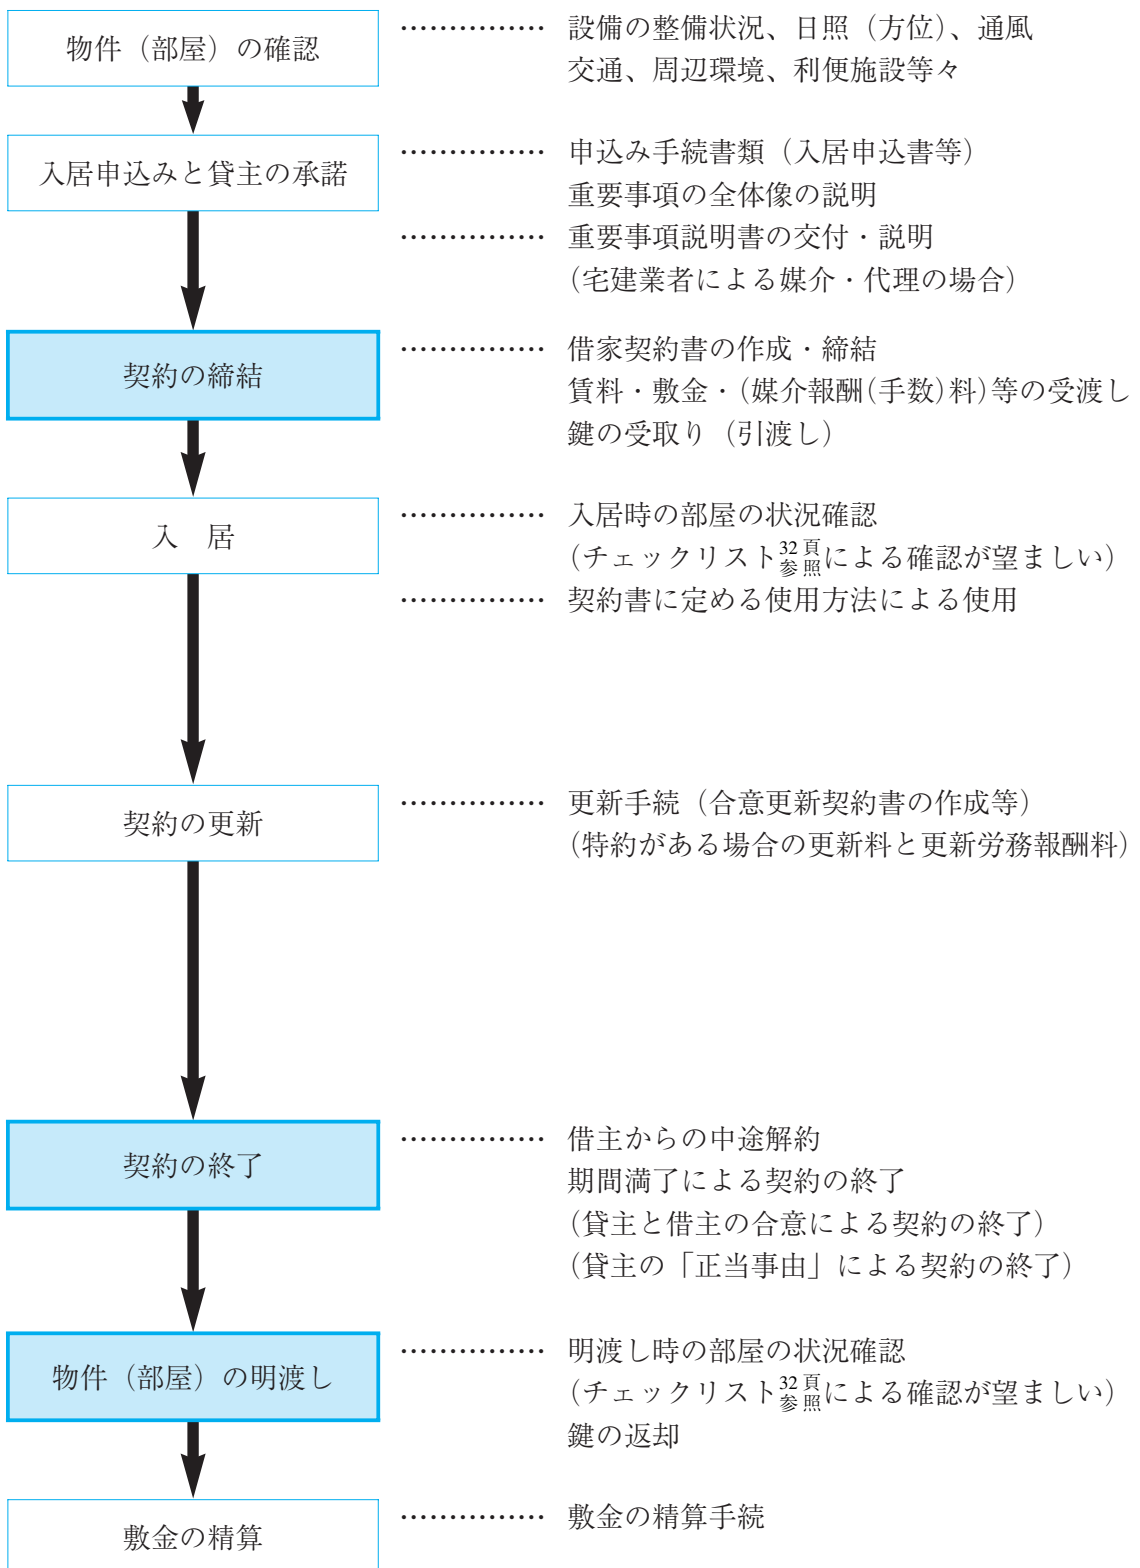 物件（部屋）の確認
…………… 設備の整備状況、日照（方位）、通風
交通、周辺環境、利便施設等々
入居申込みと貸主の承諾
…………… 申込み手続書類（入居申込書等）
重要事項の全体像の説明
…………… 重要事項説明書の交付・説明
（宅建業者による媒介・代理の場合）
契約の締結
…………… 借家契約書の作成・締結
賃料・敷金・（媒介報酬（手数）料）等の受渡し
鍵の受取り（引渡し）
入　居
…………… 入居時の部屋の状況確認
（チェックリスト32頁参照による確認が望ましい）
…………… 契約書に定める使用方法による使用
契約の更新
…………… 更新手続（合意更新契約書の作成等）
（特約がある場合の更新料と更新労務報酬料）
契約の終了
…………… 借主からの中途解約
期間満了による契約の終了
（貸主と借主の合意による契約の終了）
（貸主の「正当事由」による契約の終了）
物件（部屋）の明渡し
…………… 明渡し時の部屋の状況確認
（チェックリスト32頁参照による確認が望ましい）
鍵の返却
敷金の精算
…………… 敷金の精算手続